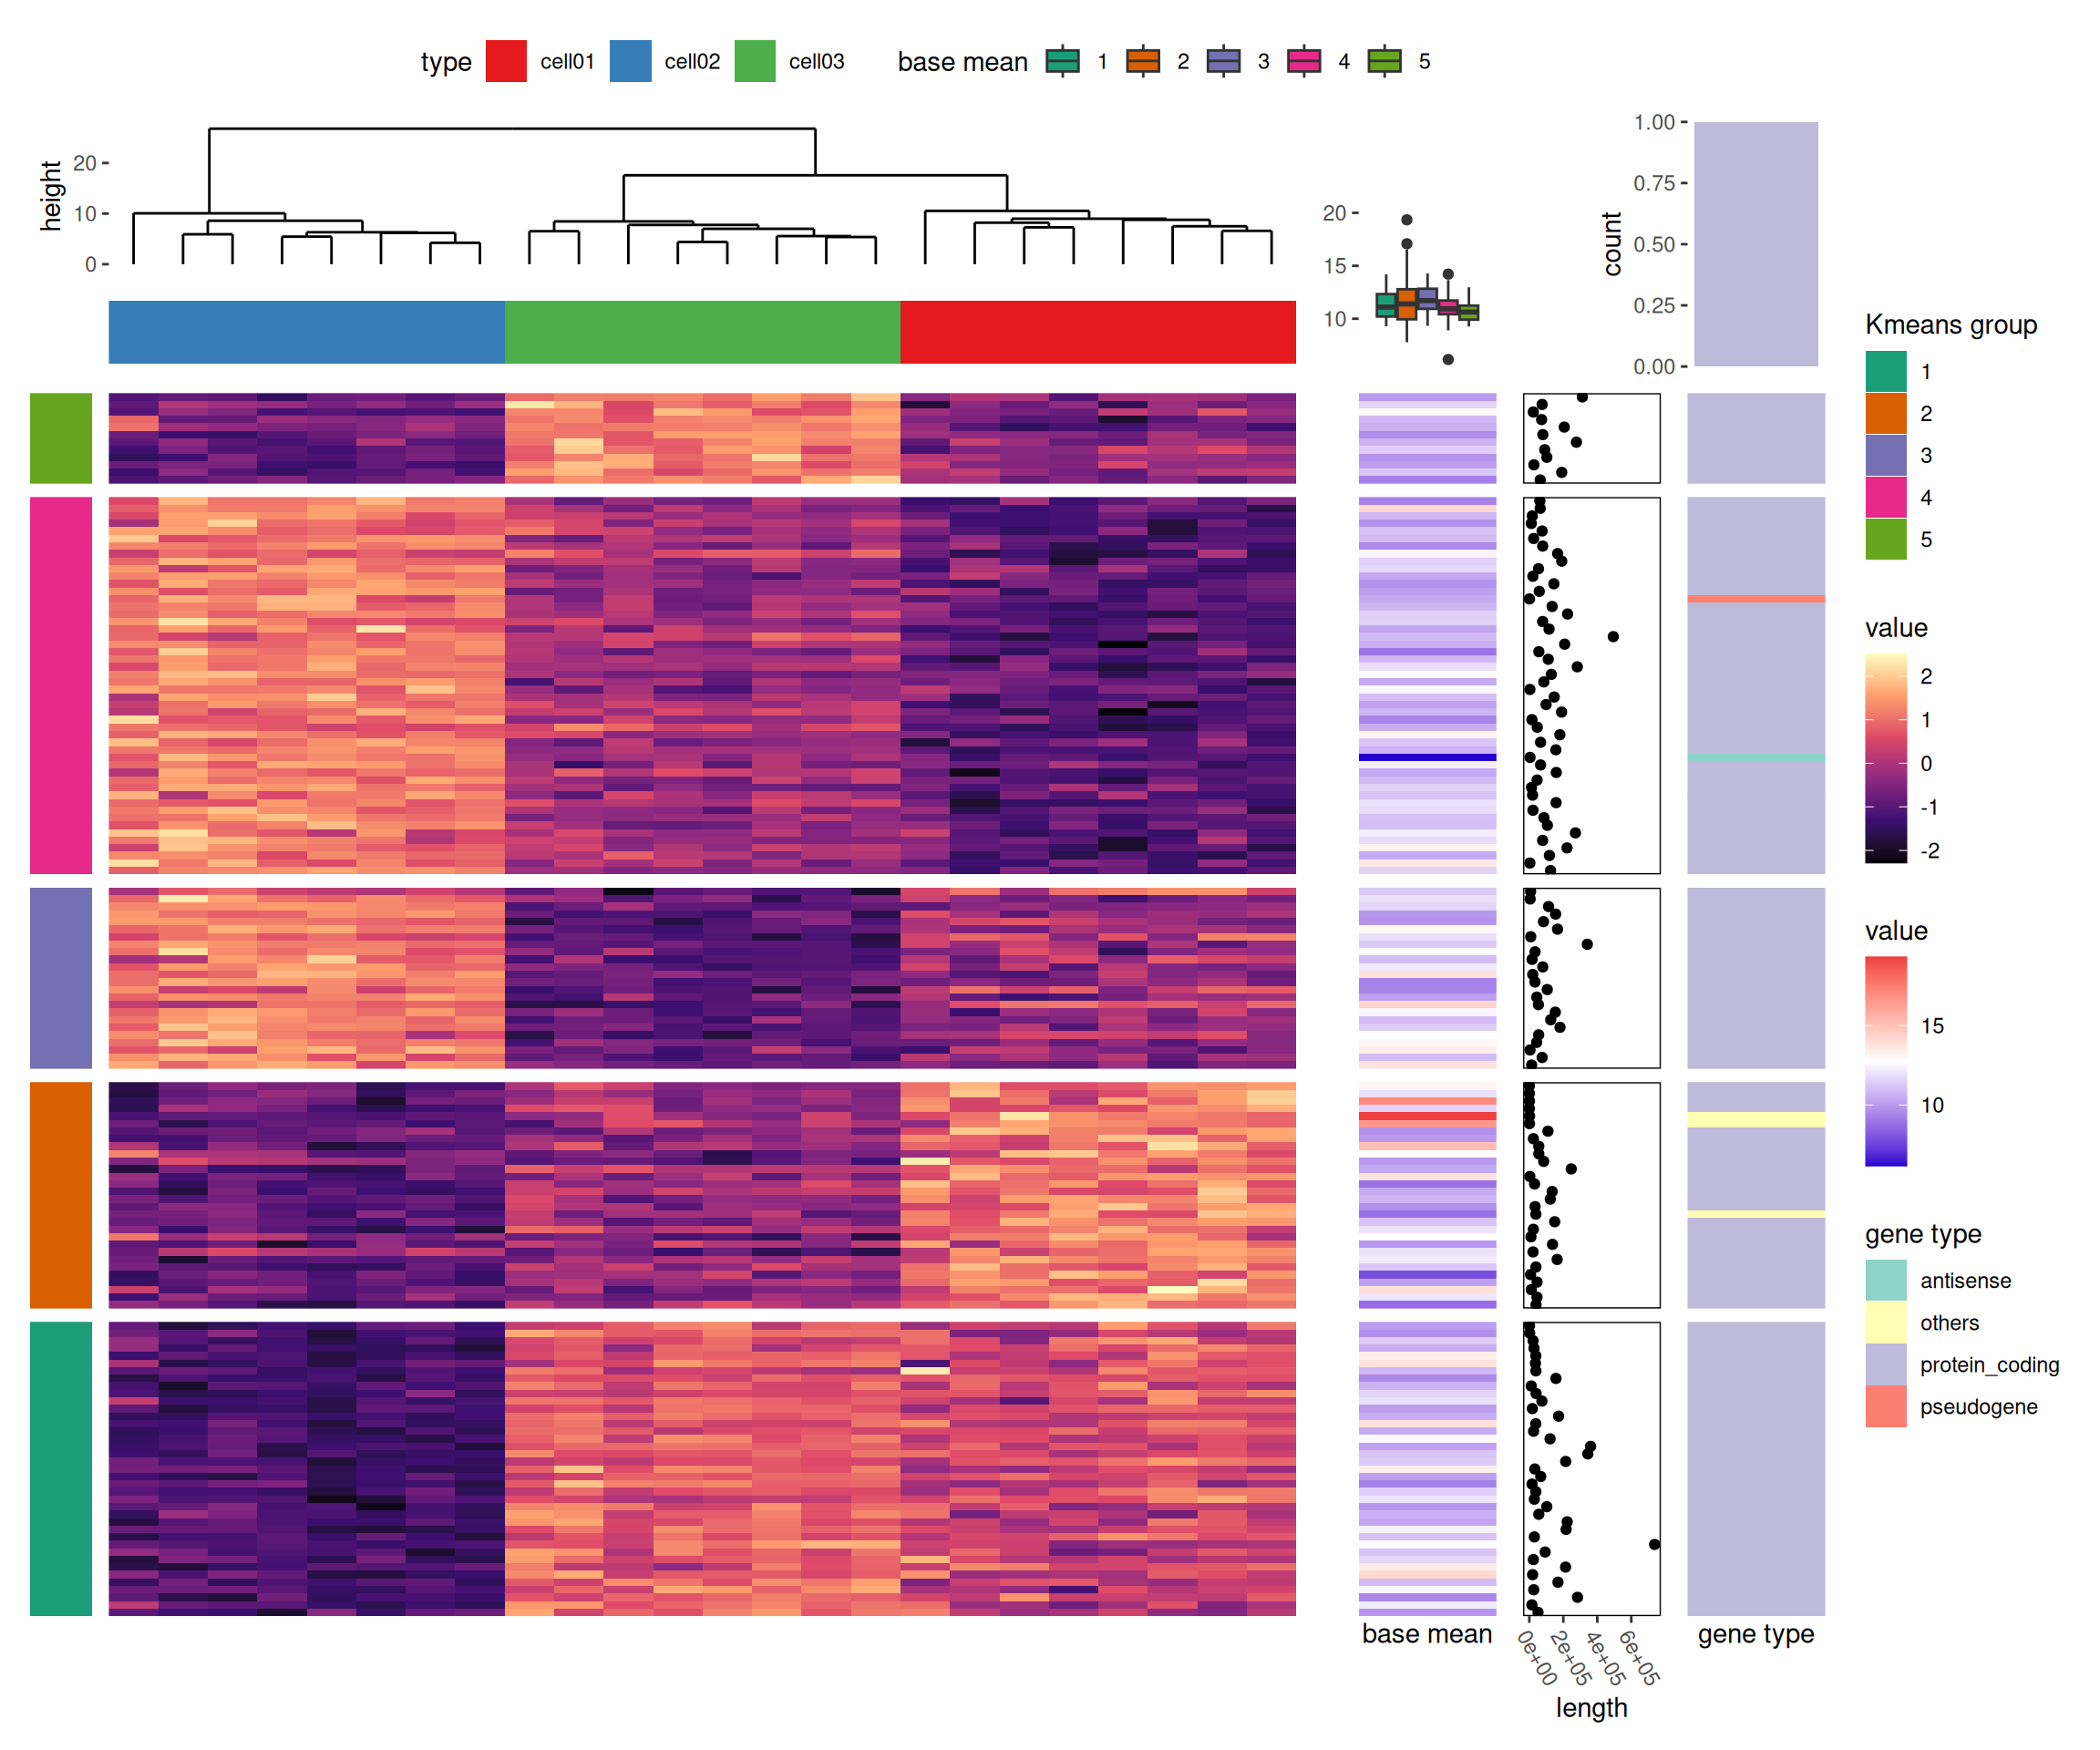 type cell01 cell02 cell03 base mean 1 2 3 4 5
height
20
10
0
20
15
10
count
1.00
0.75
0.50
0.25
0.00
Kmeans group
1
2
3
4
5
value
2
1
0
-1
-2
value
15
10
gene type
antisense
others
protein_coding
pseudogene
base mean
0e+00 2e+05 4e+05 6e+05
length
gene type